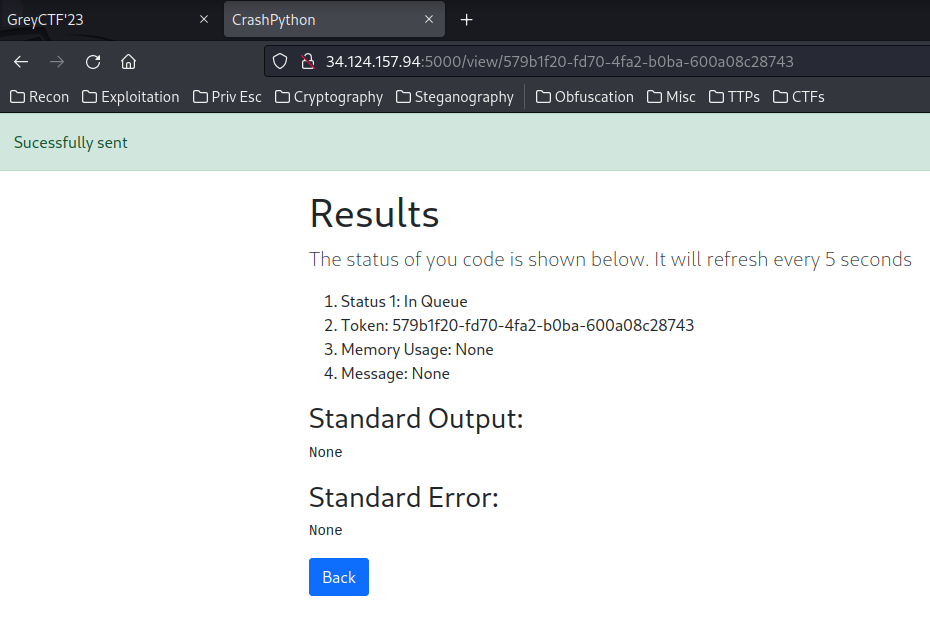 GreyCTF'23
CrashPython
34.124.157.94:5000/view/579b1f20-fd70-4fa2-b0ba-600a08c28743
Recon Exploitation Priv Esc Cryptography Steganography Obfuscation Misc TTPs CTFs
Sucessfully sent
Results
The status of you code is shown below. It will refresh every 5 seconds
1. Status 1: In Queue
2. Token: 579b1f20-fd70-4fa2-b0ba-600a08c28743
3. Memory Usage: None
4. Message: None
Standard Output:
None
Standard Error:
None
Back